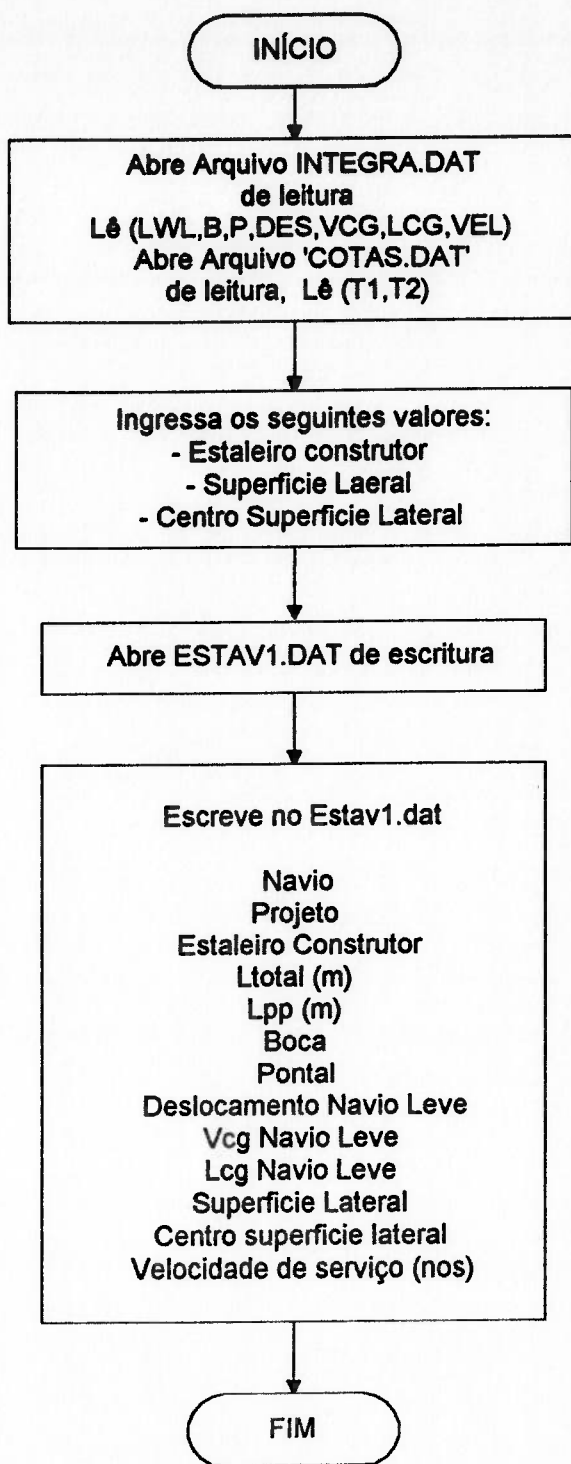 INÍCIO
Abre Arquivo INTEGRA.DAT
de leitura
Lê (LWL,B,P,DES,VCG,LCG,VEL)
Abre Arquivo 'COTAS.DAT'
de leitura, Lê (T1,T2)
Ingressa os seguintes valores:
- Estaleiro construtor
- Superficie Laeral
- Centro Superficie Lateral
Abre ESTAV1.DAT de escritura
Escreve no Estav1.dat
Navio
Projeto
Estaleiro Construtor
Ltotal (m)
Lpp (m)
Boca
Pontal
Deslocamento Navio Leve
Vcg Navio Leve
Lcg Navio Leve
Superficie Lateral
Centro superficie lateral
Velocidade de serviço (nos)
FIM